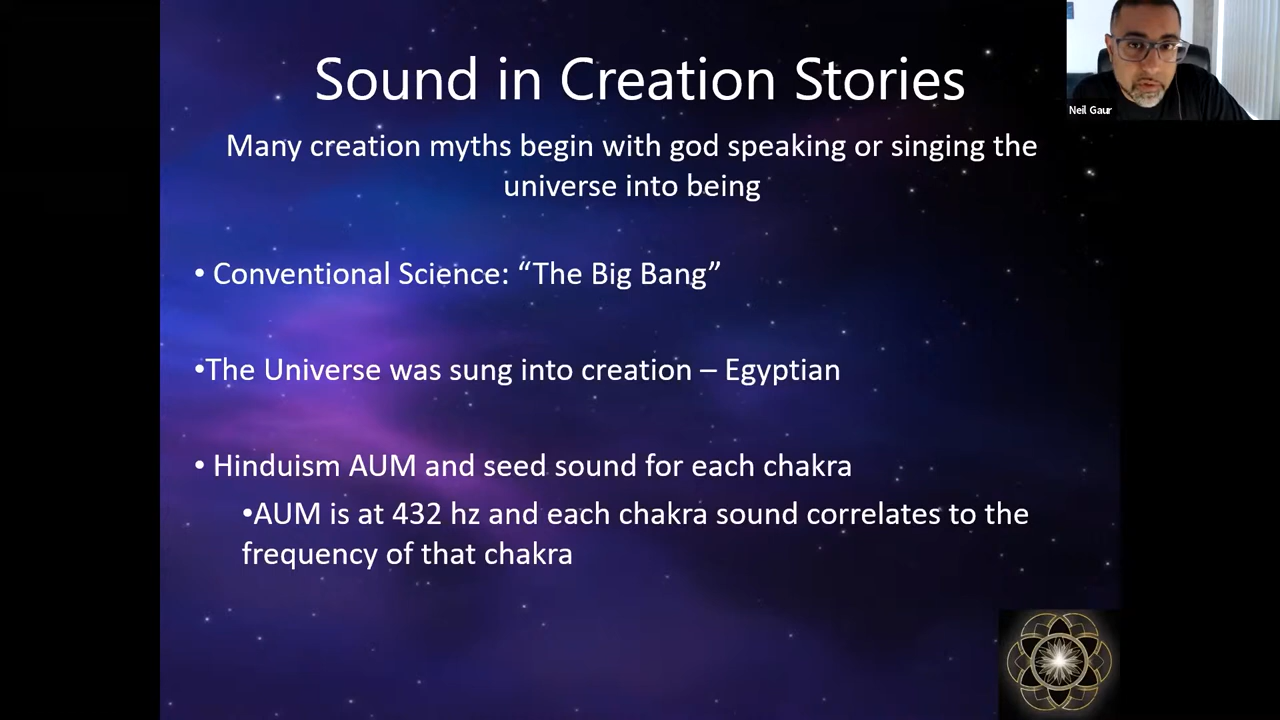 Sound in Creation Stories
Neil Gaur
Many creation myths begin with god speaking or singing the
universe into being
• Conventional Science: “The Big Bang”
•The Universe was sung into creation – Egyptian
• Hinduism AUM and seed sound for each chakra
•AUM is at 432 hz and each chakra sound correlates to the
frequency of that chakra